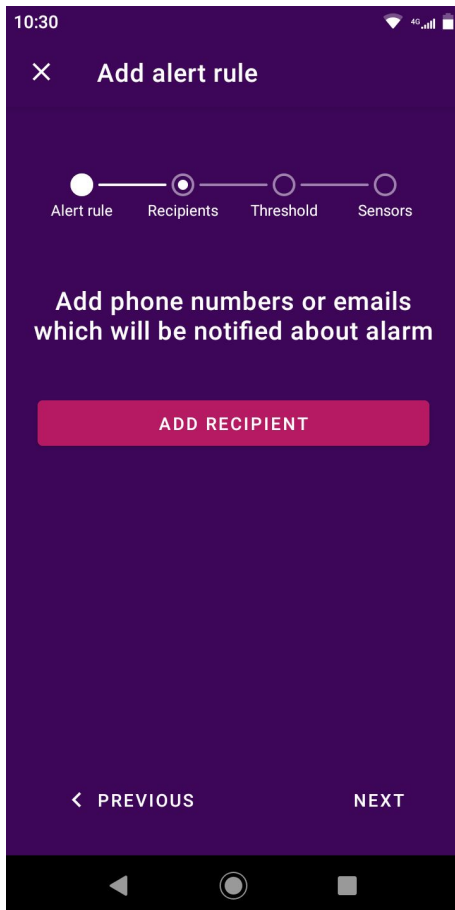 10:30
4G
Add alert rule
Alert rule
Recipients
Threshold
Sensors
Add phone numbers or emails
which will be notified about alarm
ADD RECIPIENT
PREVIOUS
NEXT